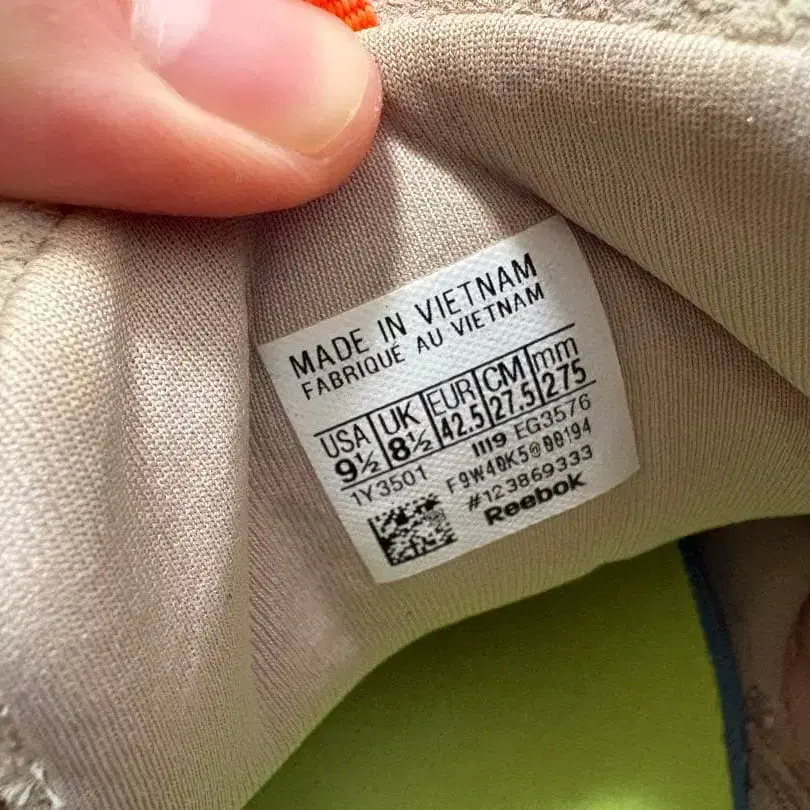 MADE IN VIETNAM
FABRIQUÉ AU VIETNAM
USA UK EUR CM mm
9½ 8½ 42.5 27.5 275
1Y3501 1119 EG3576
F9W40K5@00194
#123869333
Reebok